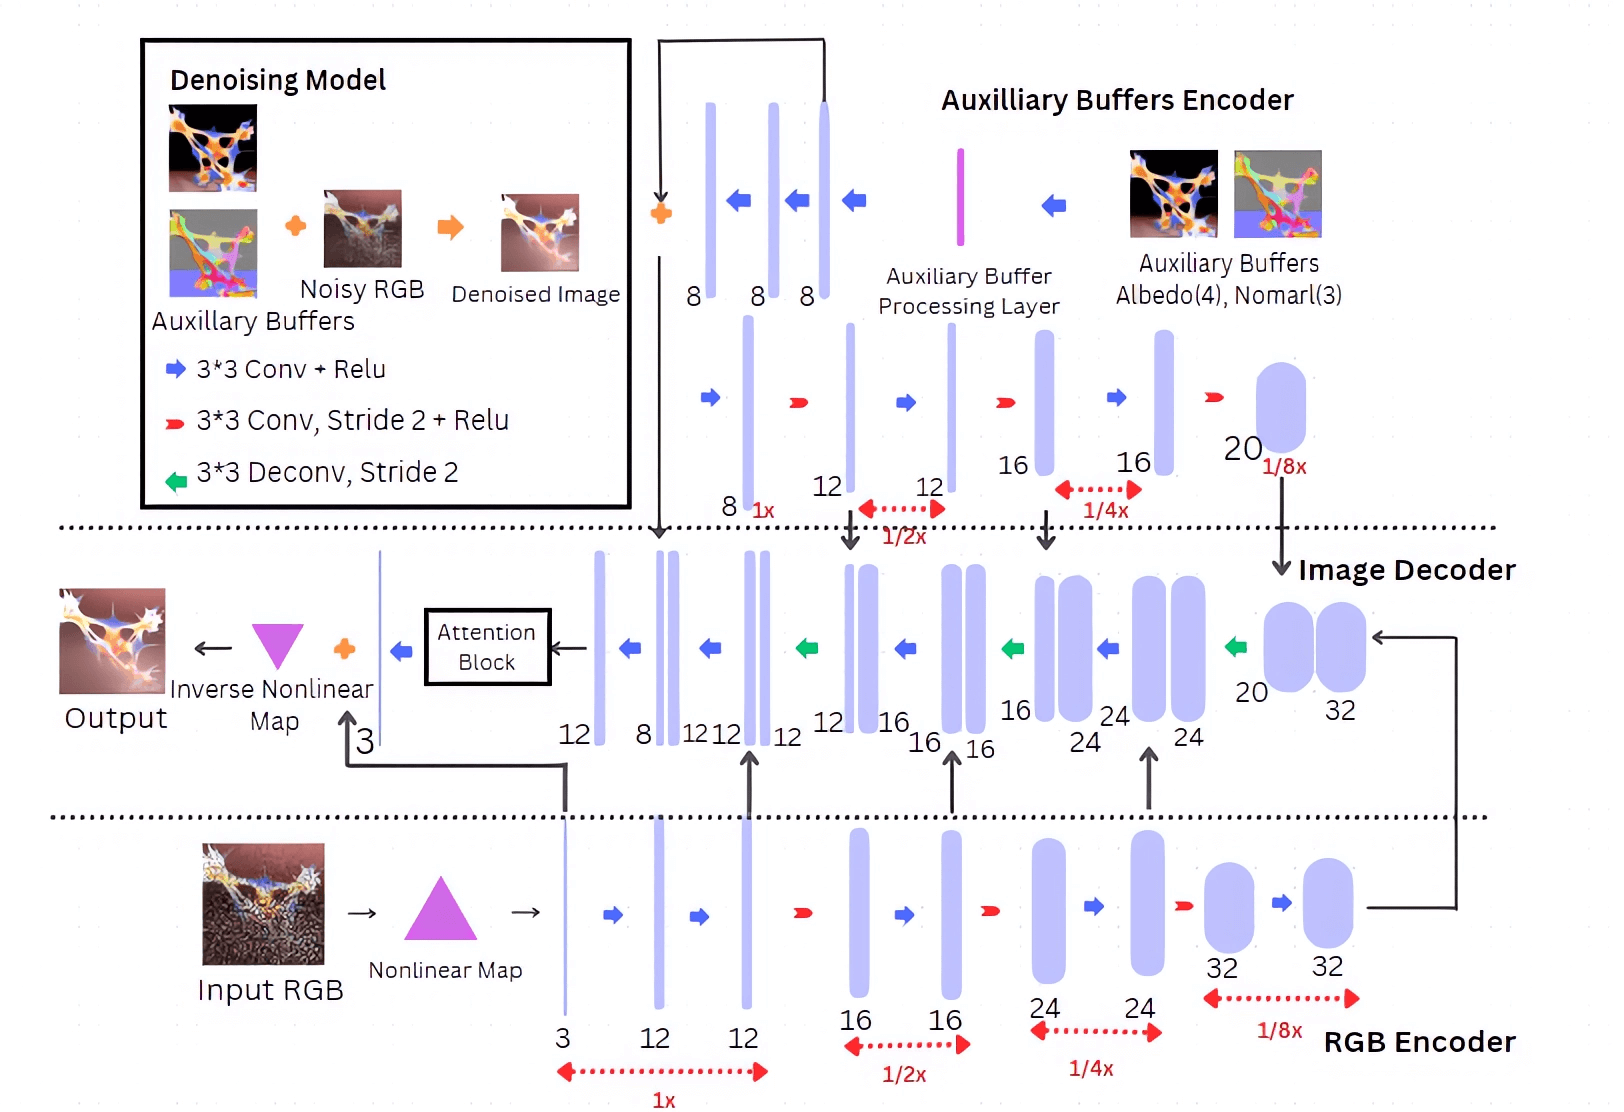 Denoising Model
Noisy RGB
Denoised Image
Auxillary Buffers
3*3 Conv + Relu
3*3 Conv, Stride 2 + Relu
3*3 Deconv, Stride 2
Auxilliary Buffers Encoder
Auxiliary Buffer
Processing Layer
Auxiliary Buffers
Albedo(4), Nomarl(3)
8
8
8
8
1x
12
12
1/2x
16
16
1/4x
20
1/8x
Image Decoder
Output
Inverse Nonlinear
Map
3
Attention
Block
12
8
12
12
12
12
16
16
16
16
24
24
24
20
32
Input RGB
Nonlinear Map
3
12
12
1x
16
16
1/2x
24
24
1/4x
32
32
1/8x
RGB Encoder